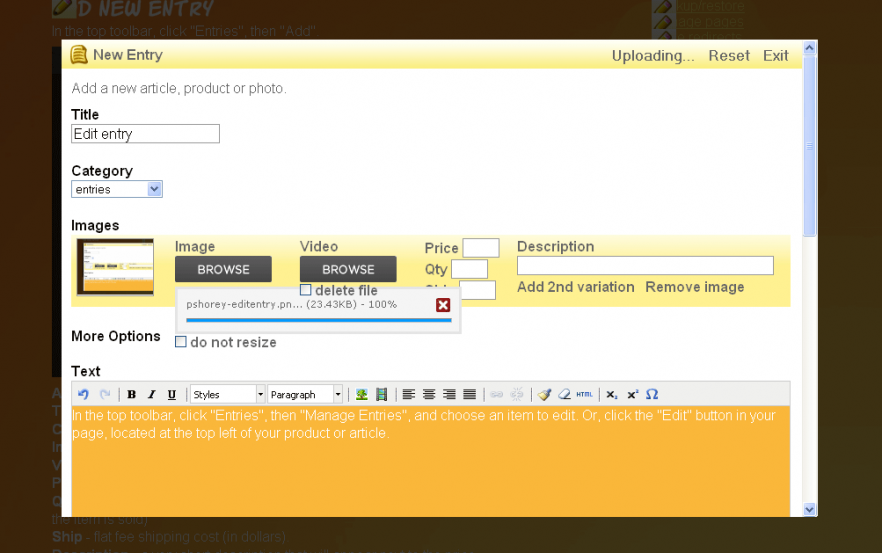 D NEW ENTRY
In the top toolbar, click "Entries", then "Add"
New Entry
Uploading... Reset Exit
Add a new article, product or photo.
Title
Edit entry
Category
entries
Images
Image
BROWSE
Video
BROWSE
delete file
Price
Qty
Description
Add 2nd variation Remove image
pshorey-editentry.pn... (23.43KB) - 100%
More Options
do not resize
Text
B I U Styles Paragraph HTML
In the top toolbar, click "Entries", then "Manage Entries", and choose an item to edit. Or, click the "Edit" button in your
page, located at the top left of your product or article.
the item is sold)
Ship - flat fee shipping cost (in dollars)